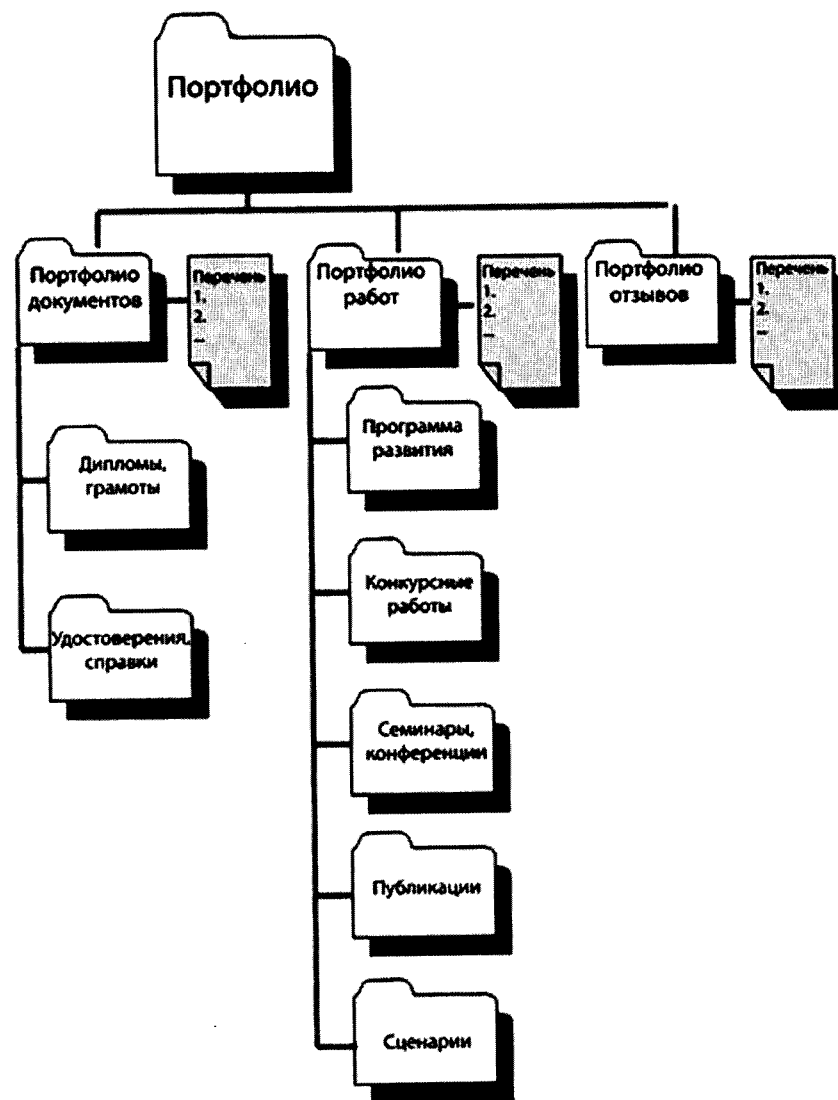 Портфолио
Портфолио
документов
Перечень
1.
2.
...
Портфолио
работ
Перечень
1.
2.
...
Портфолио
отзывов
Перечень
1.
2.
...
Дипломы,
грамоты
Удостоверения,
справки
Программа
развития
Конкурсные
работы
Семинары,
конференции
Публикации
Сценарии